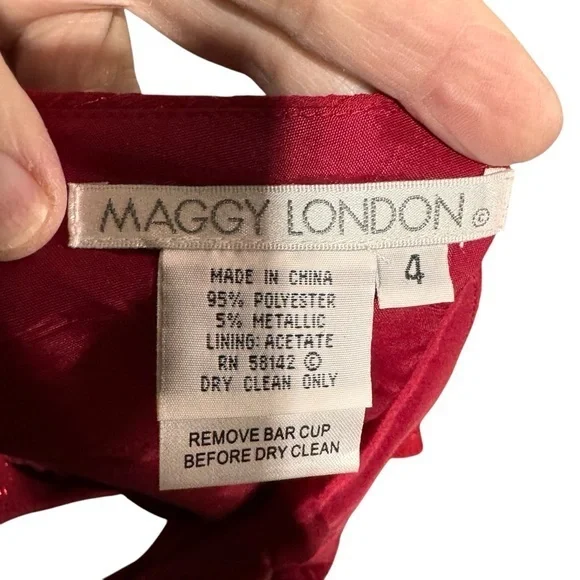 MAGGY LONDON ©
4
MADE IN CHINA
95% POLYESTER
5% METALLIC
LINING: ACETATE
RN 58142 ©
DRY CLEAN ONLY
REMOVE BAR CUP
BEFORE DRY CLEAN